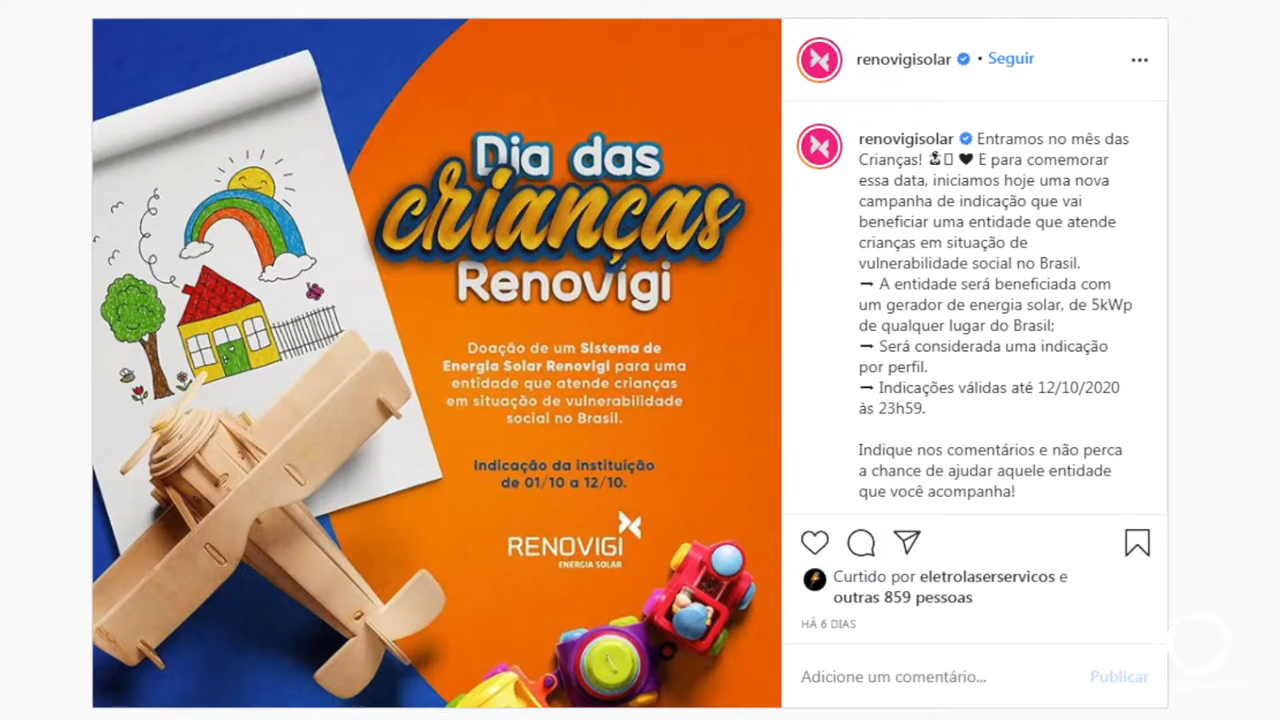 Dia das
crianças
Renovigi
Doação de um Sistema de
Energia Solar Renovigi para uma
entidade que atende crianças
em situação de vulnerabilidade
social no Brasil.
Indicação da instituição
de 01/10 a 12/10.
RENOVIGI
ENERGIA SOLAR
renovigisolar • Seguir
renovigisolar Entramos no mês das
Crianças! E para comemorar
essa data, iniciamos hoje uma nova
campanha de indicação que vai
beneficiar uma entidade que atende
crianças em situação de
vulnerabilidade social no Brasil.
➞ A entidade será beneficiada com
um gerador de energia solar, de 5kWp
de qualquer lugar do Brasil;
➞ Será considerada uma indicação
por perfil.
➞ Indicações válidas até 12/10/2020
às 23h59.
Indique nos comentários e não perca
a chance de ajudar aquele entidade
que você acompanha!
Curtido por eletrolaserservicos e
outras 859 pessoas
HÁ 6 DIAS
Adicione um comentário... Publicar